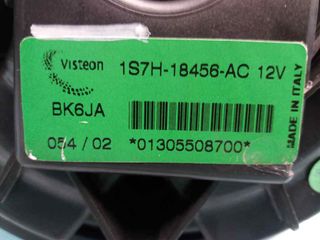 Visteon 1S7H-18456-AC 12V
BK6JA
054 / 02 *01305508700*
MADE IN ITALY